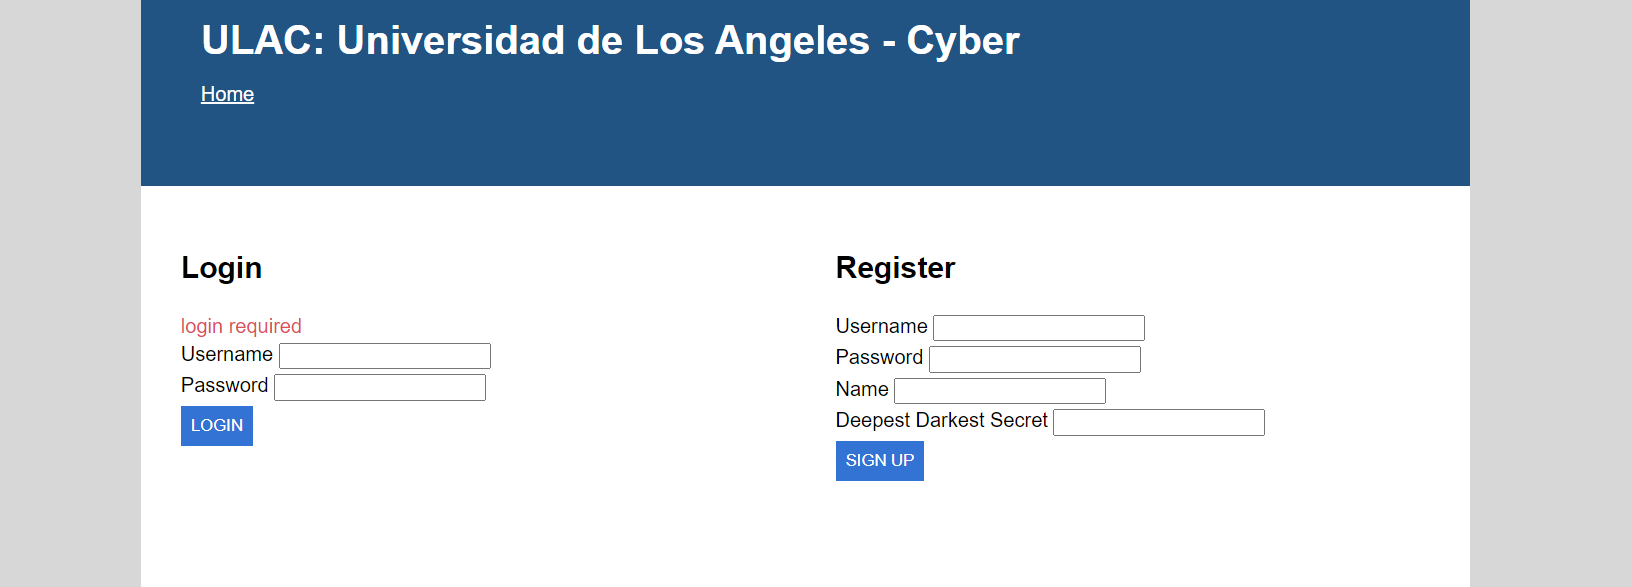 ULAC: Universidad de Los Angeles - Cyber
Home
Login
login required
Username
Password
LOGIN
Register
Username
Password
Name
Deepest Darkest Secret
SIGN UP